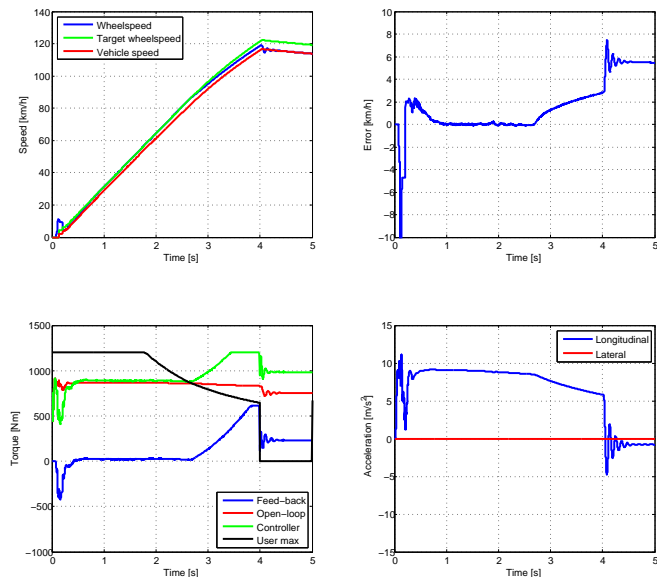 Wheelspeed
Target wheelspeed
Vehicle speed
Speed [km/h]
140
120
100
80
60
40
20
0
0 1 2 3 4 5
Time [s]
Error [km/h]
10
8
6
4
2
0
−2
−4
−6
−8
−10
0 1 2 3 4 5
Time [s]
Torque [Nm]
1500
1000
500
0
−500
−1000
Feed−back
Open−loop
Controller
User max
0 1 2 3 4 5
Time [s]
Acceleration [m/s²]
15
10
5
0
−5
−10
−15
Longitudinal
Lateral
0 1 2 3 4 5
Time [s]